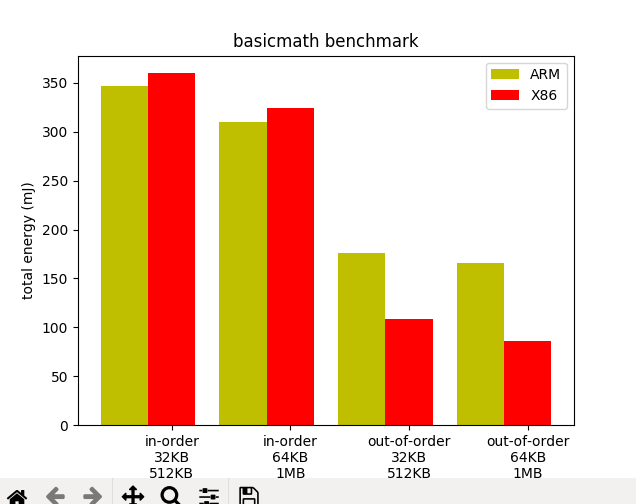 basicmath benchmark
ARM
X86
total energy (mJ)
350
300
250
200
150
100
50
0
in-order in-order out-of-order out-of-order
32KB 64KB 32KB 64KB
512KB 1MB 512KB 1MB